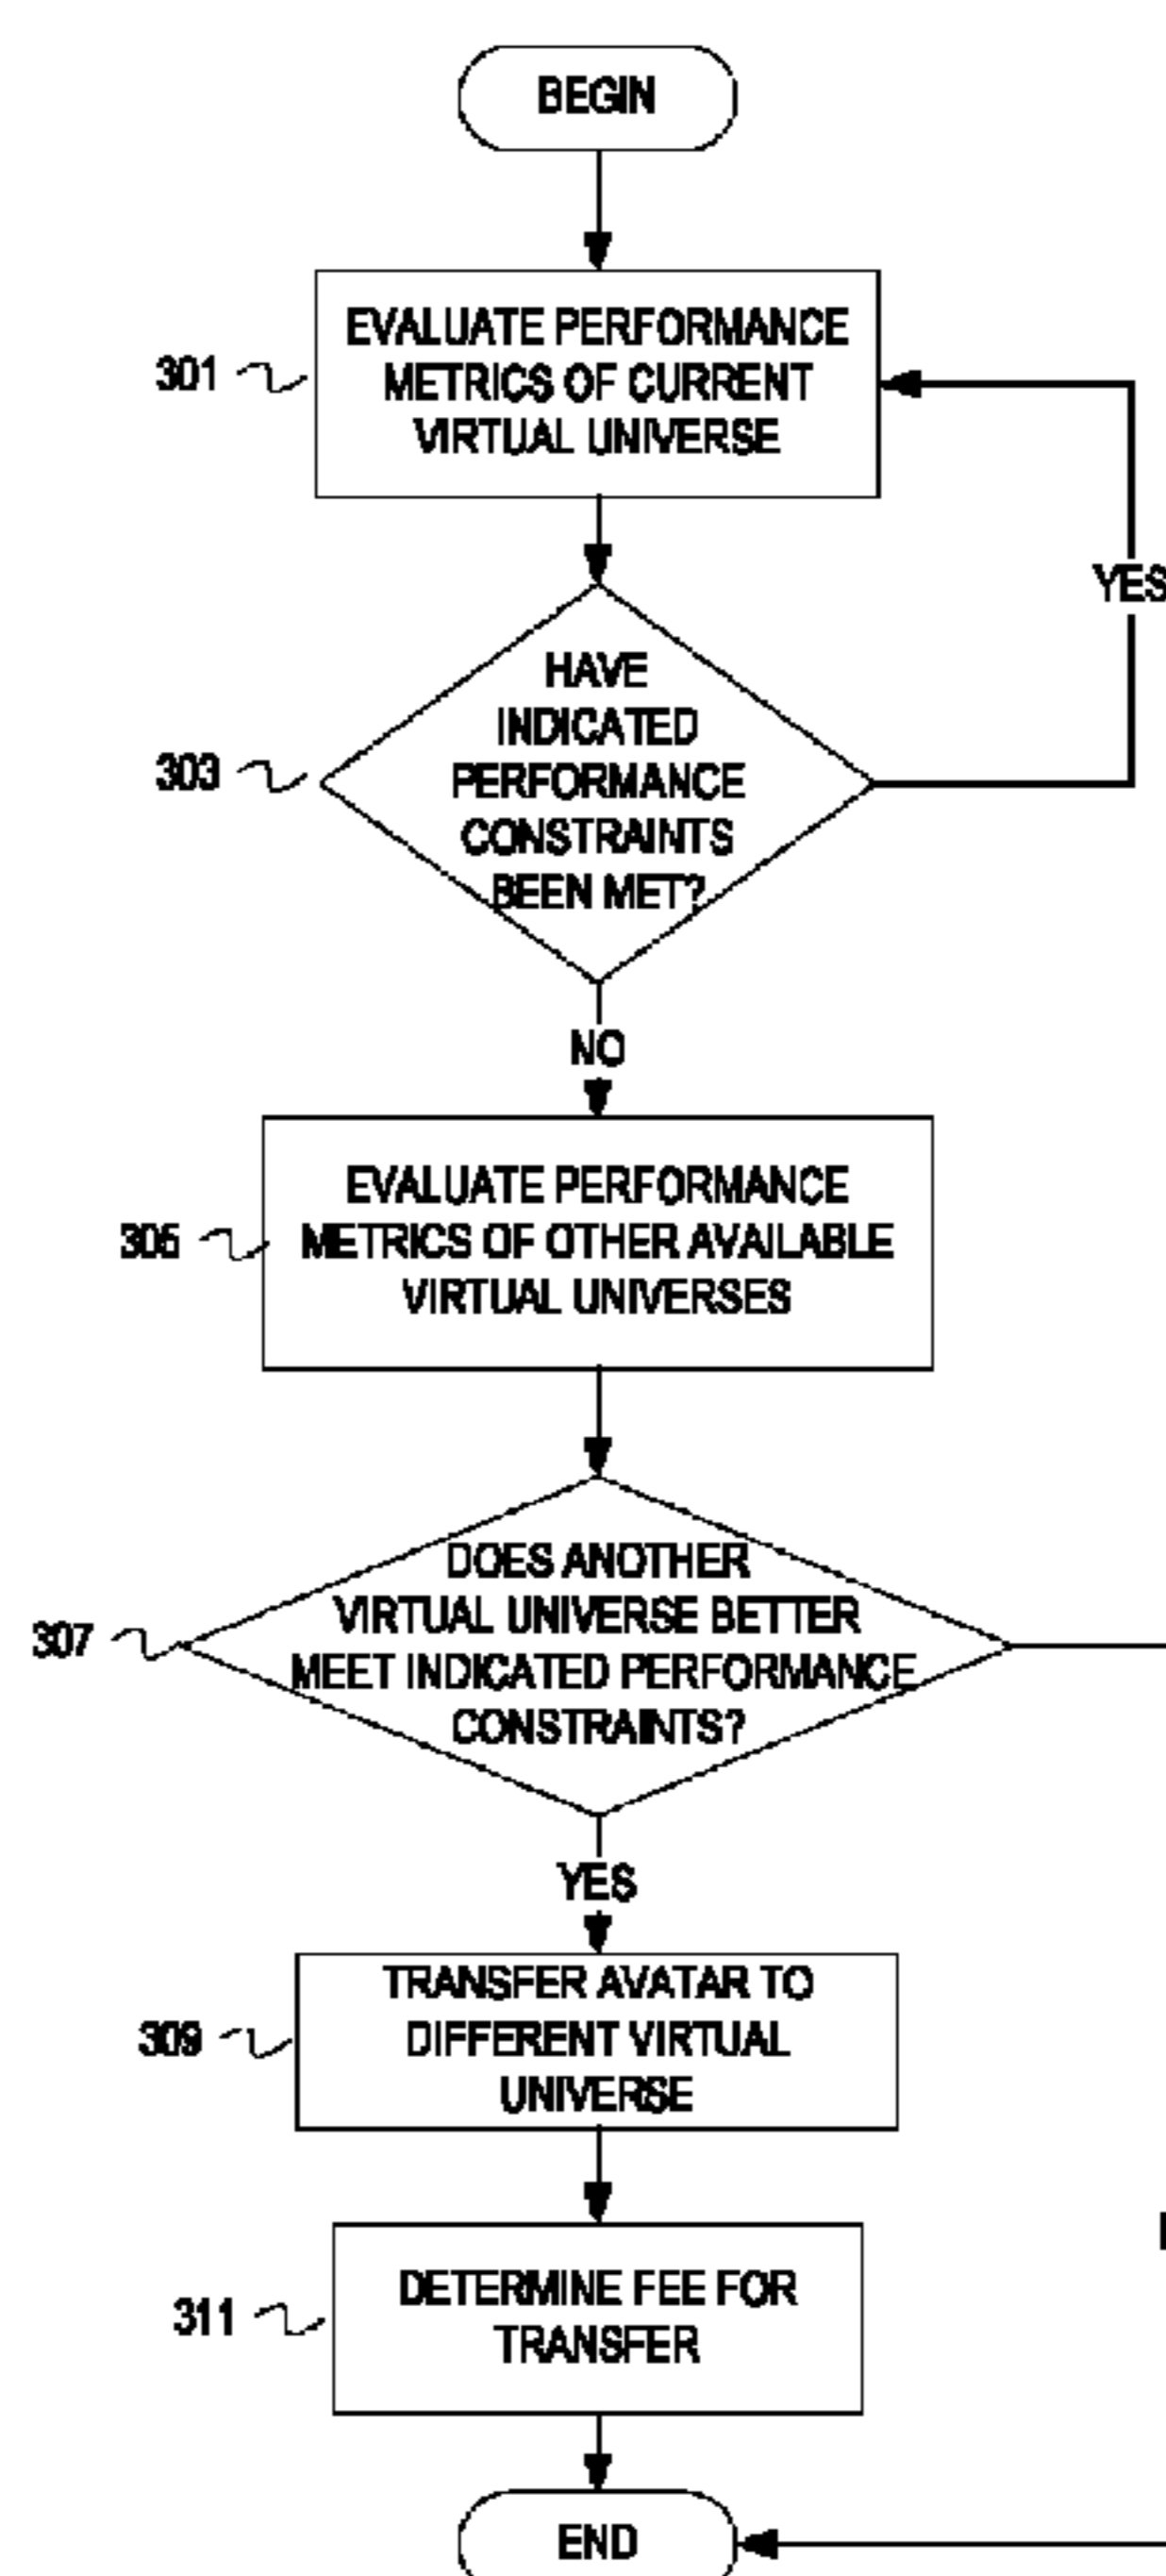 BEGIN
301
EVALUATE PERFORMANCE
METRICS OF CURRENT
VIRTUAL UNIVERSE
YES
303
HAVE
INDICATED
PERFORMANCE
CONSTRAINTS
BEEN MET?
NO
305
EVALUATE PERFORMANCE
METRICS OF OTHER AVAILABLE
VIRTUAL UNIVERSES
307
DOES ANOTHER
VIRTUAL UNIVERSE BETTER
MEET INDICATED PERFORMANCE
CONSTRAINTS?
YES
309
TRANSFER AVATAR TO
DIFFERENT VIRTUAL
UNIVERSE
311
DETERMINE FEE FOR
TRANSFER
END